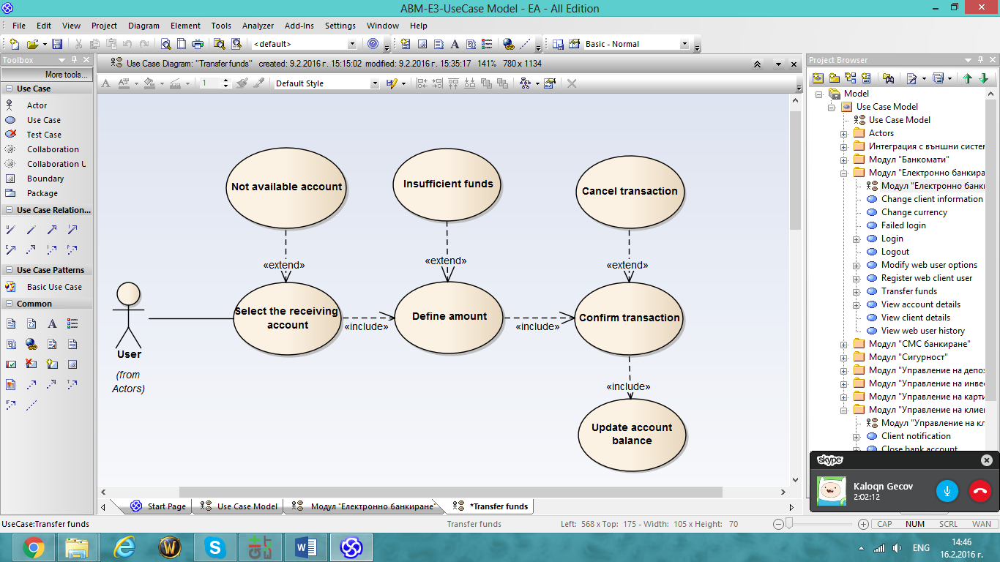 ABM-E3-UseCase Model - EA - All Edition
File Edit View Project Diagram Element Tools Analyzer Add-Ins Settings Window Help
<default>
Basic - Normal
Toolbox
More tools...
Use Case
Actor
Use Case
Test Case
Collaboration
Collaboration U
Boundary
Package
Use Case Relation...
Use Case Patterns
Basic Use Case
Common
Use Case Diagram: "Transfer funds" created: 9.2.2016 г. 15:15:02 modified: 9.2.2016 г. 15:35:17 141% 780 x 1134
1
Default Style
Not available account
Insufficient funds
Cancel transaction
«extend»
«extend»
«extend»
User
(from
Actors)
Select the receiving
account
«include»
Define amount
«include»
Confirm transaction
«include»
Update account
balance
Project Browser
Model
Use Case Model
Use Case Model
Actors
Интеграция с външни систем
Модул "Банкомати"
Модул "Електронно банкира
Модул "Електронно банки
Change client information
Change currency
Failed login
Login
Logout
Modify web user options
Register web client user
Transfer funds
View account details
View client details
View web user history
Модул "СМС банкиране"
Модул "Сигурност"
Модул "Управление на депоз
Модул "Управление на инвес
Модул "Управление на карти
Модул "Управление на клие
Модул "Управление на кл
Client notification
Close bank account
skype
Kaloqn Gecov
2:02:12
Start Page
Use Case Model
Модул "Електронно банкиране"
*Transfer funds
UseCase:Transfer funds
Transfer funds
Left: 568 x Top: 175 - Width: 105 x Height: 70
CAP NUM SCRL WAN
Git
EXT
ENG
14:46
16.2.2016 г.